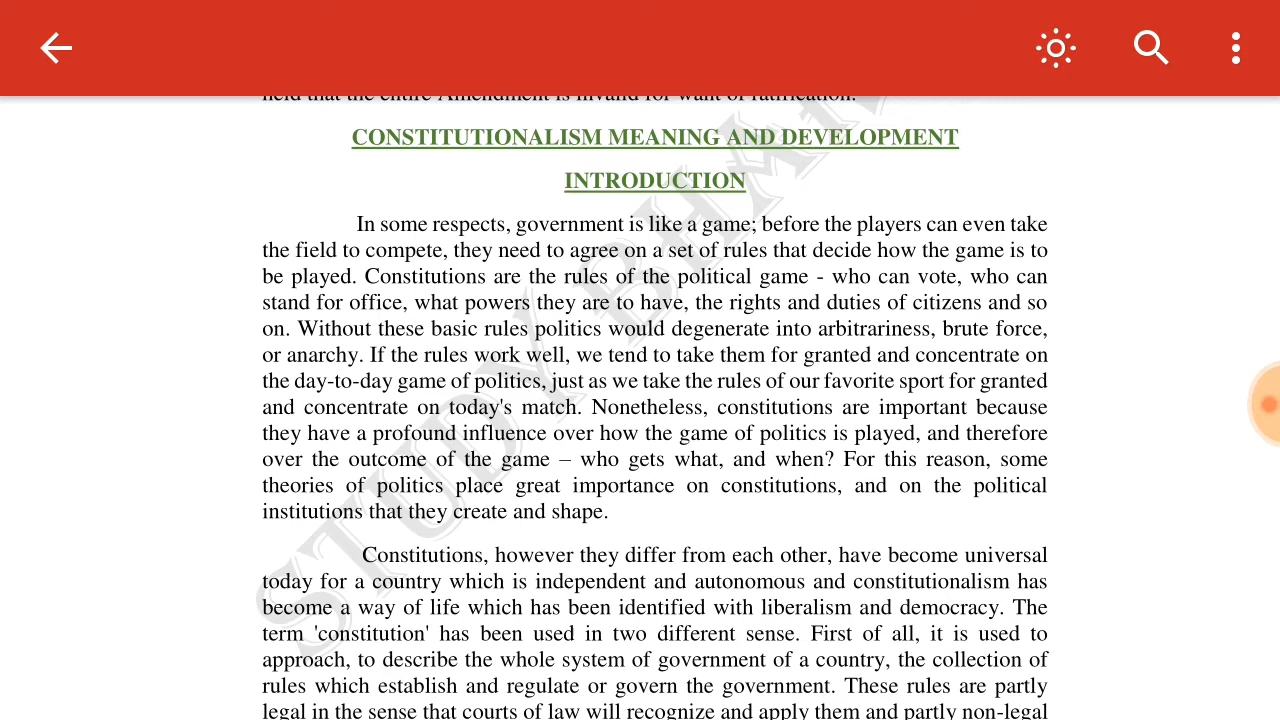 held that the entire Amendment is invalid for want of ratification.
CONSTITUTIONALISM MEANING AND DEVELOPMENT
INTRODUCTION
In some respects, government is like a game; before the players can even take
the field to compete, they need to agree on a set of rules that decide how the game is to
be played. Constitutions are the rules of the political game - who can vote, who can
stand for office, what powers they are to have, the rights and duties of citizens and so
on. Without these basic rules politics would degenerate into arbitrariness, brute force,
or anarchy. If the rules work well, we tend to take them for granted and concentrate on
the day-to-day game of politics, just as we take the rules of our favorite sport for granted
and concentrate on today's match. Nonetheless, constitutions are important because
they have a profound influence over how the game of politics is played, and therefore
over the outcome of the game – who gets what, and when? For this reason, some
theories of politics place great importance on constitutions, and on the political
institutions that they create and shape.
Constitutions, however they differ from each other, have become universal
today for a country which is independent and autonomous and constitutionalism has
become a way of life which has been identified with liberalism and democracy. The
term 'constitution' has been used in two different sense. First of all, it is used to
approach, to describe the whole system of government of a country, the collection of
rules which establish and regulate or govern the government. These rules are partly
legal in the sense that courts of law will recognize and apply them and partly non-legal
STUDY